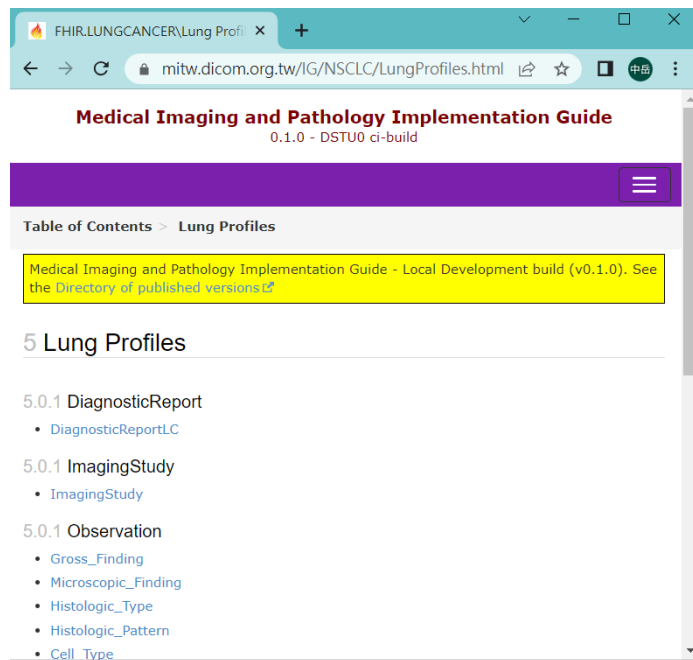 FHIR.LUNGCANCER\Lung Profi
mitw.dicom.org.tw/IG/NSCLC/LungProfiles.html
中岳
Medical Imaging and Pathology Implementation Guide
0.1.0 - DSTU0 ci-build
Table of Contents > Lung Profiles
Medical Imaging and Pathology Implementation Guide - Local Development build (v0.1.0). See
the Directory of published versions
5 Lung Profiles
5.0.1 DiagnosticReport
• DiagnosticReportLC
5.0.1 ImagingStudy
• ImagingStudy
5.0.1 Observation
• Gross_Finding
• Microscopic_Finding
• Histologic_Type
• Histologic_Pattern
• Cell_Type